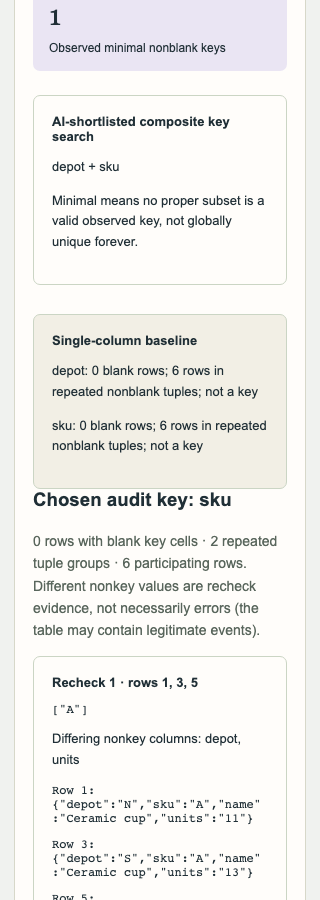 1
Observed minimal nonblank keys
AI-shortlisted composite key
search
depot + sku
Minimal means no proper subset is a
valid observed key, not globally
unique forever.
Single-column baseline
depot: 0 blank rows; 6 rows in
repeated nonblank tuples; not a key
sku: 0 blank rows; 6 rows in repeated
nonblank tuples; not a key
Chosen audit key: sku
0 rows with blank key cells · 2 repeated
tuple groups · 6 participating rows.
Different nonkey values are recheck
evidence, not necessarily errors (the
table may contain legitimate events).
Recheck 1 · rows 1, 3, 5
["A"]
Differing nonkey columns: depot,
units
Row 1:
{"depot":"N","sku":"A","name"
:"Ceramic cup","units":"11"}
Row 3:
{"depot":"S","sku":"A","name"
:"Ceramic cup","units":"13"}
Row 5: